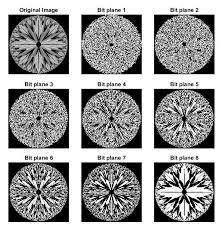 Original Image
Bit plane 1
Bit plane 2
Bit plane 3
Bit plane 4
Bit plane 5
Bit plane 6
Bit plane 7
Bit plane 8